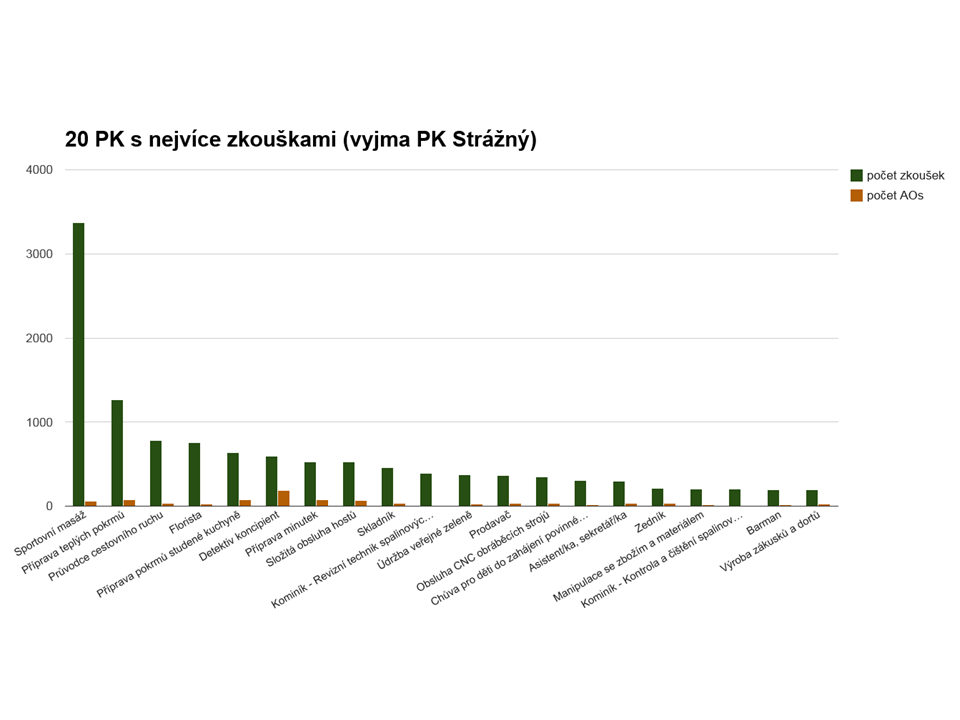 20 PK s nejvíce zkouškami (vyjma PK Strážný)
4000
3000
2000
1000
0
počet zkoušek
počet AOs
Sportovní masáž
Příprava teplých pokrmů
Průvodce cestovního ruchu
Florista
Příprava pokrmů studené kuchyně
Detektiv koncipient
Příprava minutek
Složitá obsluha hostů
Skladník
Kominík - Revizní technik spalinovýc…
Údržba veřejné zeleně
Prodavač
Obsluha CNC obráběcích strojů
Chůva pro děti do zahájení povinné…
Asistent/ka, sekretářka
Zedník
Manipulace se zbožím a materiálem
Kominík - Kontrola a čištění spalinov…
Barman
Výroba zákusků a dortů